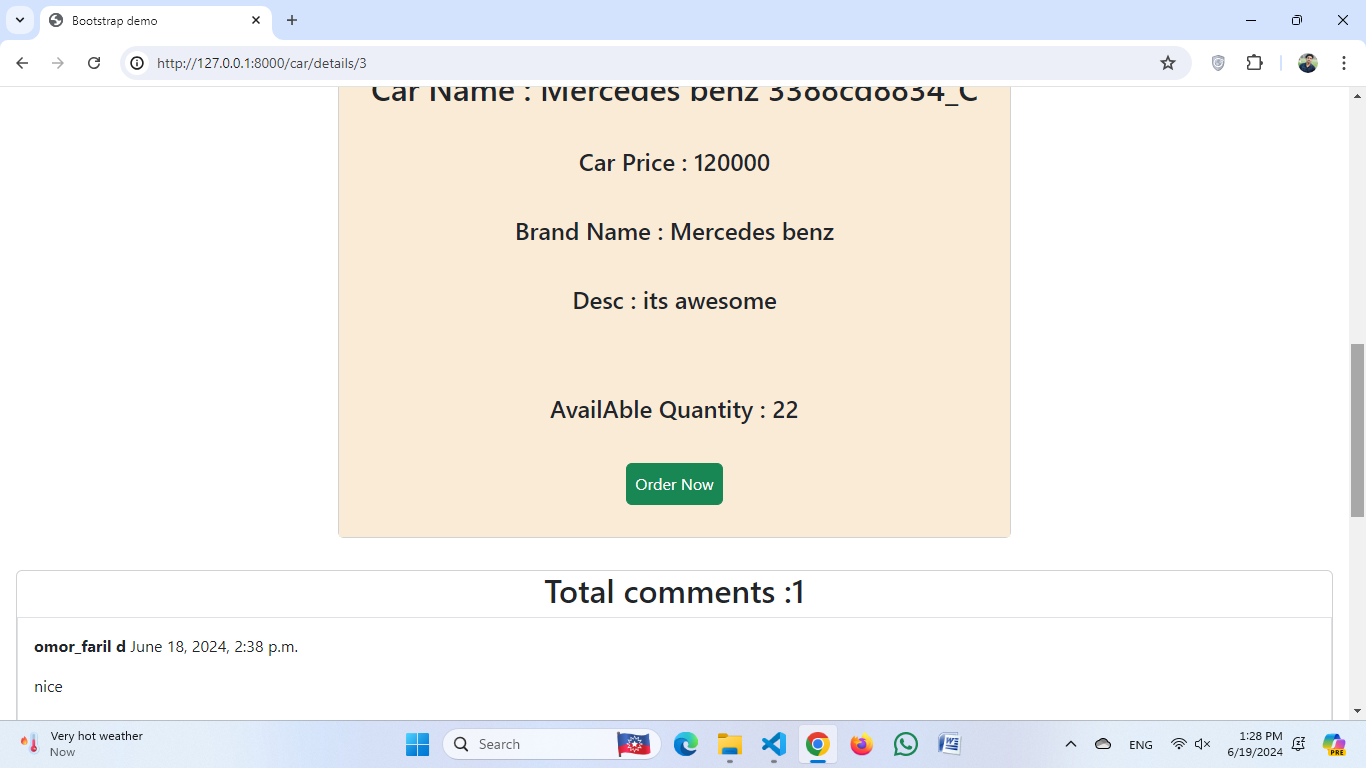 Bootstrap demo
http://127.0.0.1:8000/car/details/3
Car Name : Mercedes benz 3388cd8834_C
Car Price : 120000
Brand Name : Mercedes benz
Desc : its awesome
AvailAble Quantity : 22
Order Now
Total comments :1
omor_faril d June 18, 2024, 2:38 p.m.
nice
Very hot weather
Now
Search
ENG
1:28 PM
6/19/2024
PRE